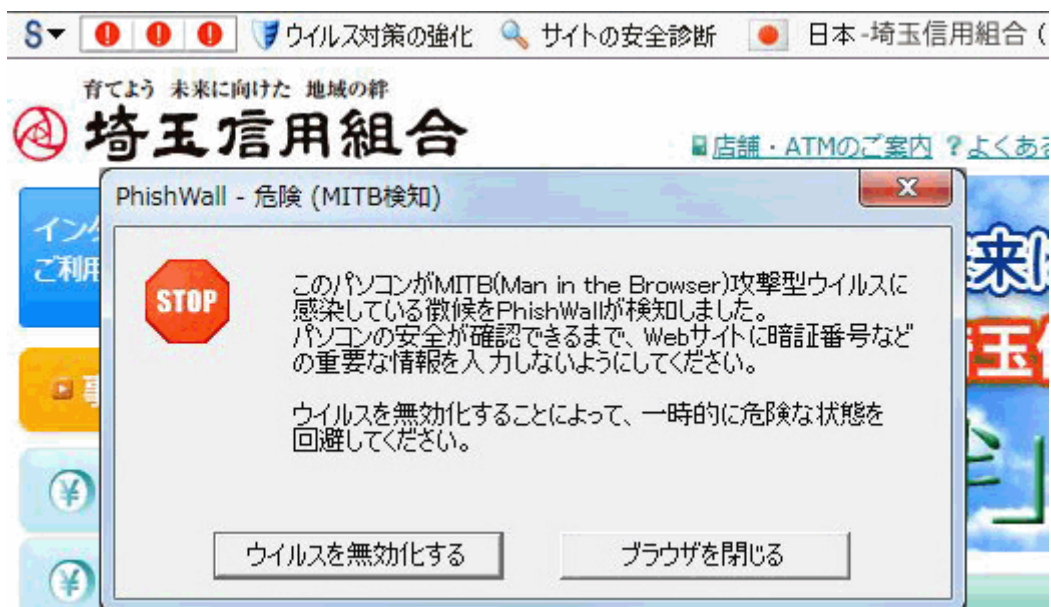 S ウイルス対策の強化 サイトの安全診断 日本-埼玉信用組合 (
育てよう 未来に向けた 地域の絆
埼玉信用組合
店舗・ATMのご案内 ? よくある
PhishWall - 危険 (MITB検知)
イン
ご利用
STOP
このパソコンがMITB(Man in the Browser)攻撃型ウイルスに
感染している徴候をPhishWallが検知しました。
パソコンの安全が確認できるまで、Webサイトに暗証番号など
の重要な情報を入力しないようにしてください。
ウイルスを無効化することによって、一時的に危険な状態を
回避してください。
ウイルスを無効化する
ブラウザを閉じる
来
玉
¥
¥